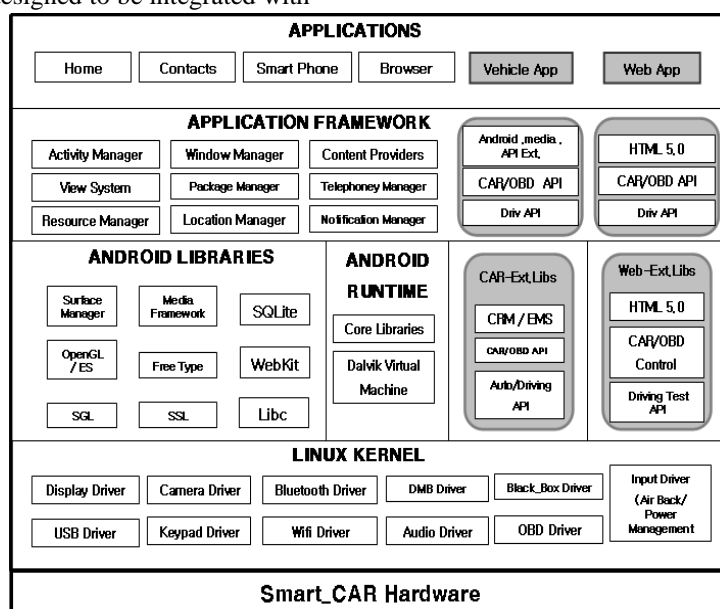 designed to be integrated with
APPLICATIONS
Home Contacts Smart Phone Browser Vehicle App Web App
APPLICATION FRAMEWORK
Activity Manager Window Manager Content Providers
View System Package Manager Telephoney Manager
Resource Manager Location Manager Notification Manager
Android ,media ,
API Ext,
CAR/OBD API
Driv API
HTML 5,0
CAR/OBD API
Driv API
ANDROID LIBRARIES
Surface
Manager
Media
Framework
SQLite
OpenGL
/ ES
Free Type
WebKit
SGL
SSL
Libc
ANDROID
RUNTIME
Core Libraries
Dalvik Virtual
Machine
CAR-Ext,Libs
CRM / EMS
CAR/OBD API
Auto/Driving
API
Web-Ext,Libs
HTML 5,0
CAR/OBD
Control
Driving Test
API
LINUX KERNEL
Display Driver Camera Driver Bluetooth Driver DMB Driver Black_Box Driver
USB Driver Keypad Driver Wifi Driver Audio Driver OBD Driver
Input Driver
(Air Back/
Power
Management
Smart_CAR Hardware